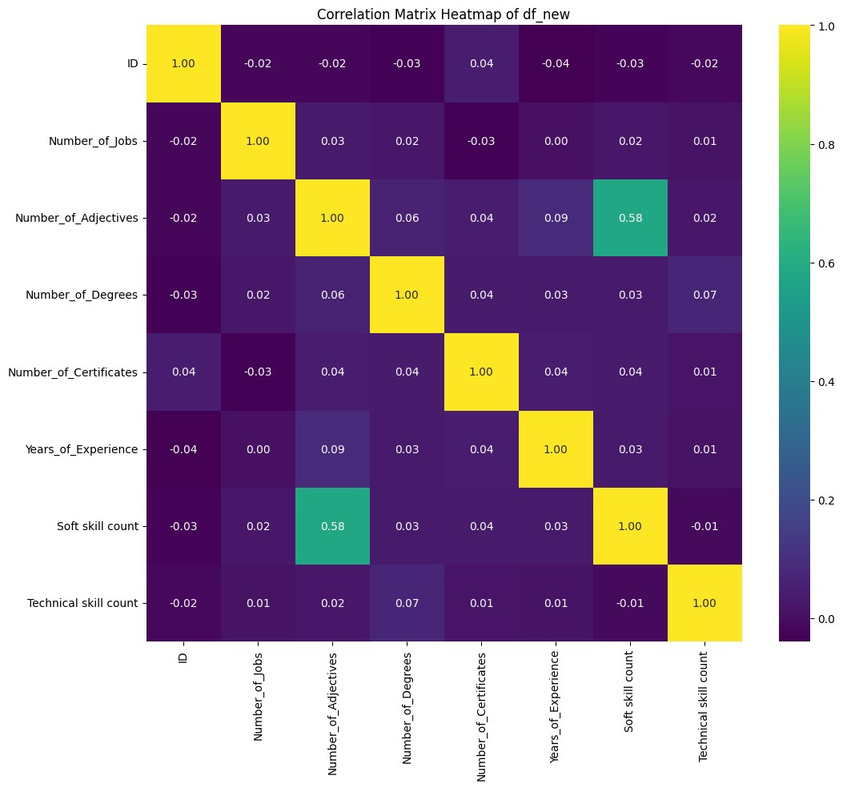 Correlation Matrix Heatmap of df_new
ID 1.00 -0.02 -0.02 -0.03 0.04 -0.04 -0.03 -0.02
Number_of_Jobs -0.02 1.00 0.03 0.02 -0.03 0.00 0.02 0.01
Number_of_Adjectives -0.02 0.03 1.00 0.06 0.04 0.09 0.58 0.02
Number_of_Degrees -0.03 0.02 0.06 1.00 0.04 0.03 0.03 0.07
Number_of_Certificates 0.04 -0.03 0.04 0.04 1.00 0.04 0.04 0.01
Years_of_Experience -0.04 0.00 0.09 0.03 0.04 1.00 0.03 0.01
Soft skill count -0.03 0.02 0.58 0.03 0.04 0.03 1.00 -0.01
Technical skill count -0.02 0.01 0.02 0.07 0.01 0.01 -0.01 1.00
ID
Number_of_Jobs
Number_of_Adjectives
Number_of_Degrees
Number_of_Certificates
Years_of_Experience
Soft skill count
Technical skill count
1.0
0.8
0.6
0.4
0.2
0.0